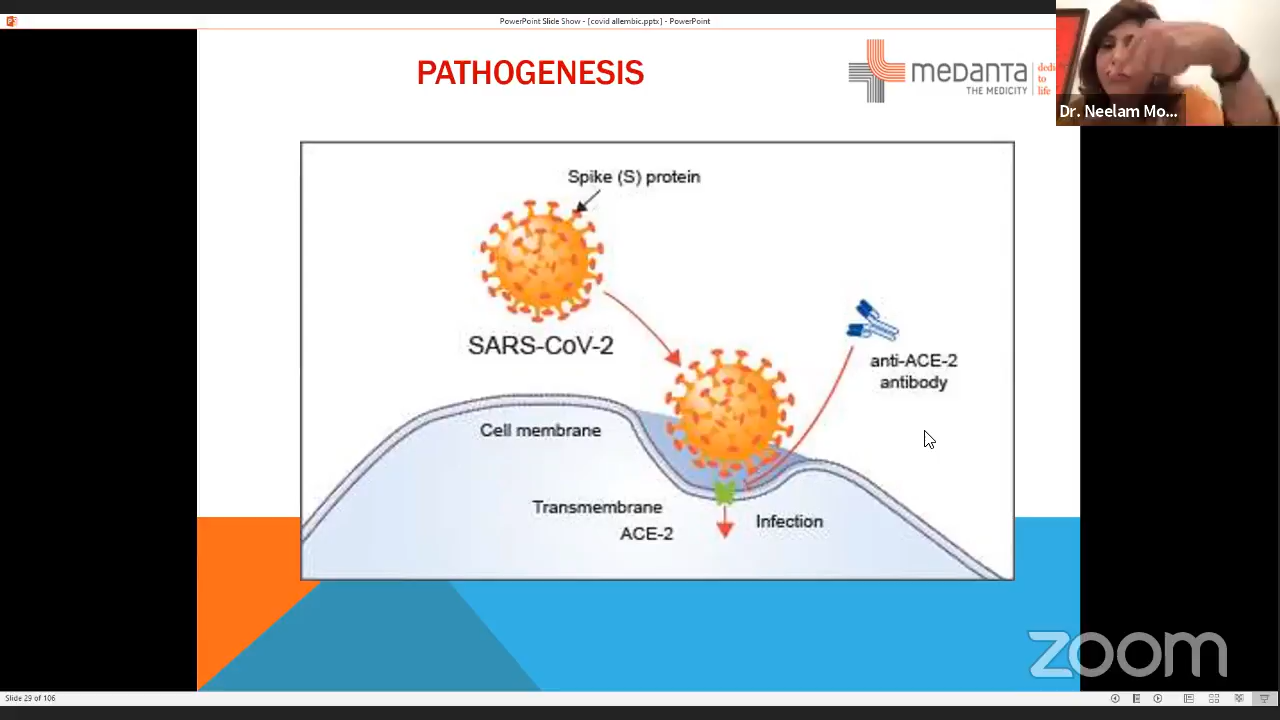 PowerPoint Slide Show - [covid allembic.pptx] - PowerPoint
PATHOGENESIS
medanta
THE MEDICITY
dedi
to
life
Dr. Neelam Mo...
Spike (S) protein
SARS-CoV-2
anti-ACE-2
antibody
Cell membrane
Transmembrane
ACE-2
Infection
zoom
Slide 29 of 106